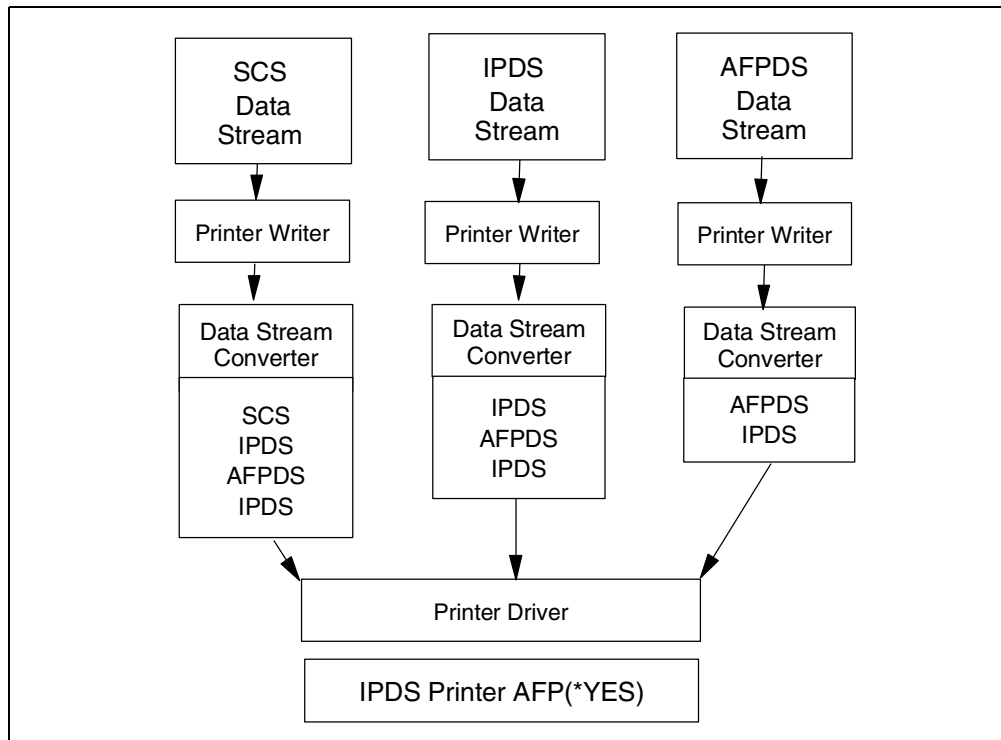 SCS
Data
Stream
IPDS
Data
Stream
AFPDS
Data
Stream
Printer Writer
Printer Writer
Printer Writer
Data Stream
Converter
SCS
IPDS
AFPDS
IPDS
Data Stream
Converter
IPDS
AFPDS
IPDS
Data Stream
Converter
AFPDS
IPDS
Printer Driver
IPDS Printer AFP(*YES)